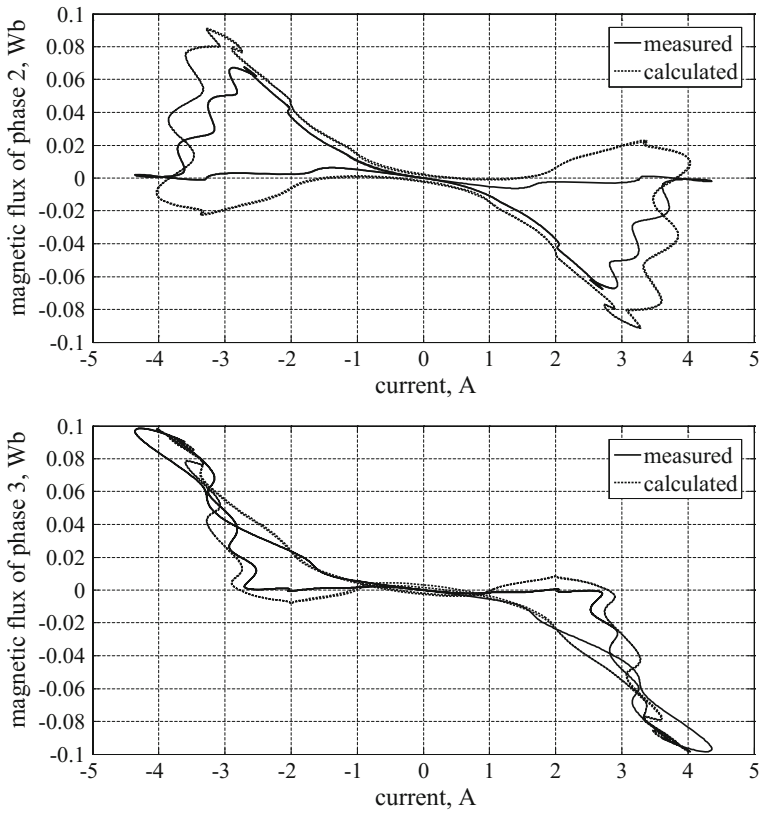 magnetic flux of phase 2, Wb
0.1
0.08
0.06
0.04
0.02
0
-0.02
-0.04
-0.06
-0.08
-0.1
measured
calculated
-5 -4 -3 -2 -1 0 1 2 3 4 5
current, A
magnetic flux of phase 3, Wb
0.1
0.08
0.06
0.04
0.02
0
-0.02
-0.04
-0.06
-0.08
-0.1
measured
calculated
-5 -4 -3 -2 -1 0 1 2 3 4 5
current, A